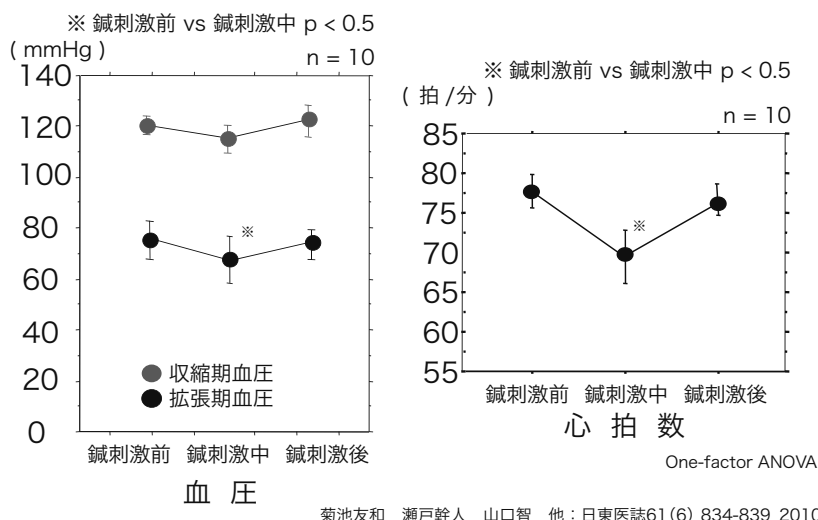 ※ 鍼刺激前 vs 鍼刺激中 p < 0.5
( mmHg )
n = 10
140
120
100
80
60
40
20
0
※
収縮期血圧
拡張期血圧
鍼刺激前 鍼刺激中 鍼刺激後
血 圧
※ 鍼刺激前 vs 鍼刺激中 p < 0.5
( 拍 /分 )
n = 10
85
80
75
70
65
60
55
※
鍼刺激前 鍼刺激中 鍼刺激後
心 拍 数
One-factor ANOVA
菊池友和 瀬戸幹人 山口智 他：日東医誌61(6) 834-839 2010